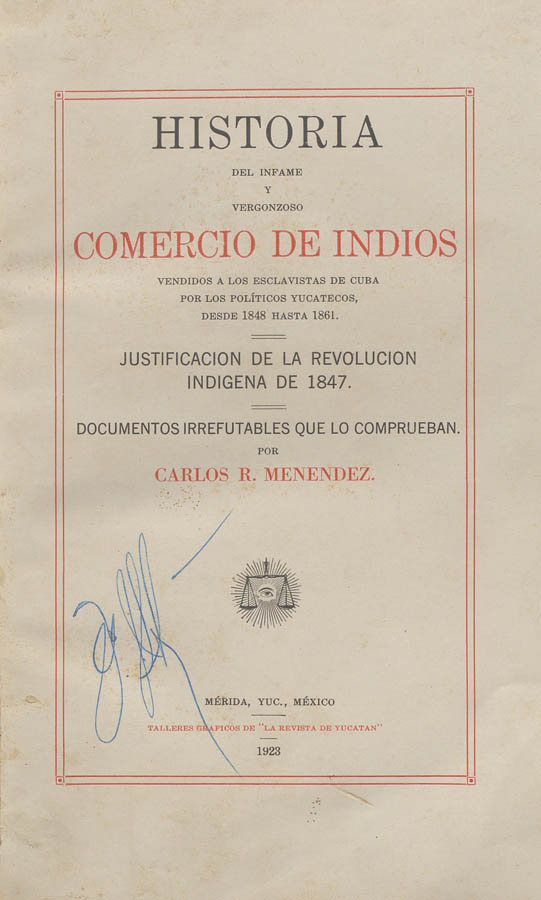 HISTORIA
DEL INFAME
Y
VERGONZOSO
COMERCIO DE INDIOS
VENDIDOS A LOS ESCLAVISTAS DE CUBA
POR LOS POLÍTICOS YUCATECOS,
DESDE 1848 HASTA 1861.
JUSTIFICACION DE LA REVOLUCION
INDIGENA DE 1847.
DOCUMENTOS IRREFUTABLES QUE LO COMPRUEBAN.
POR
CARLOS R. MENENDEZ.
MÉRIDA, YUC., MÉXICO
TALLERES GRAFICOS DE "LA REVISTA DE YUCATAN"
1923